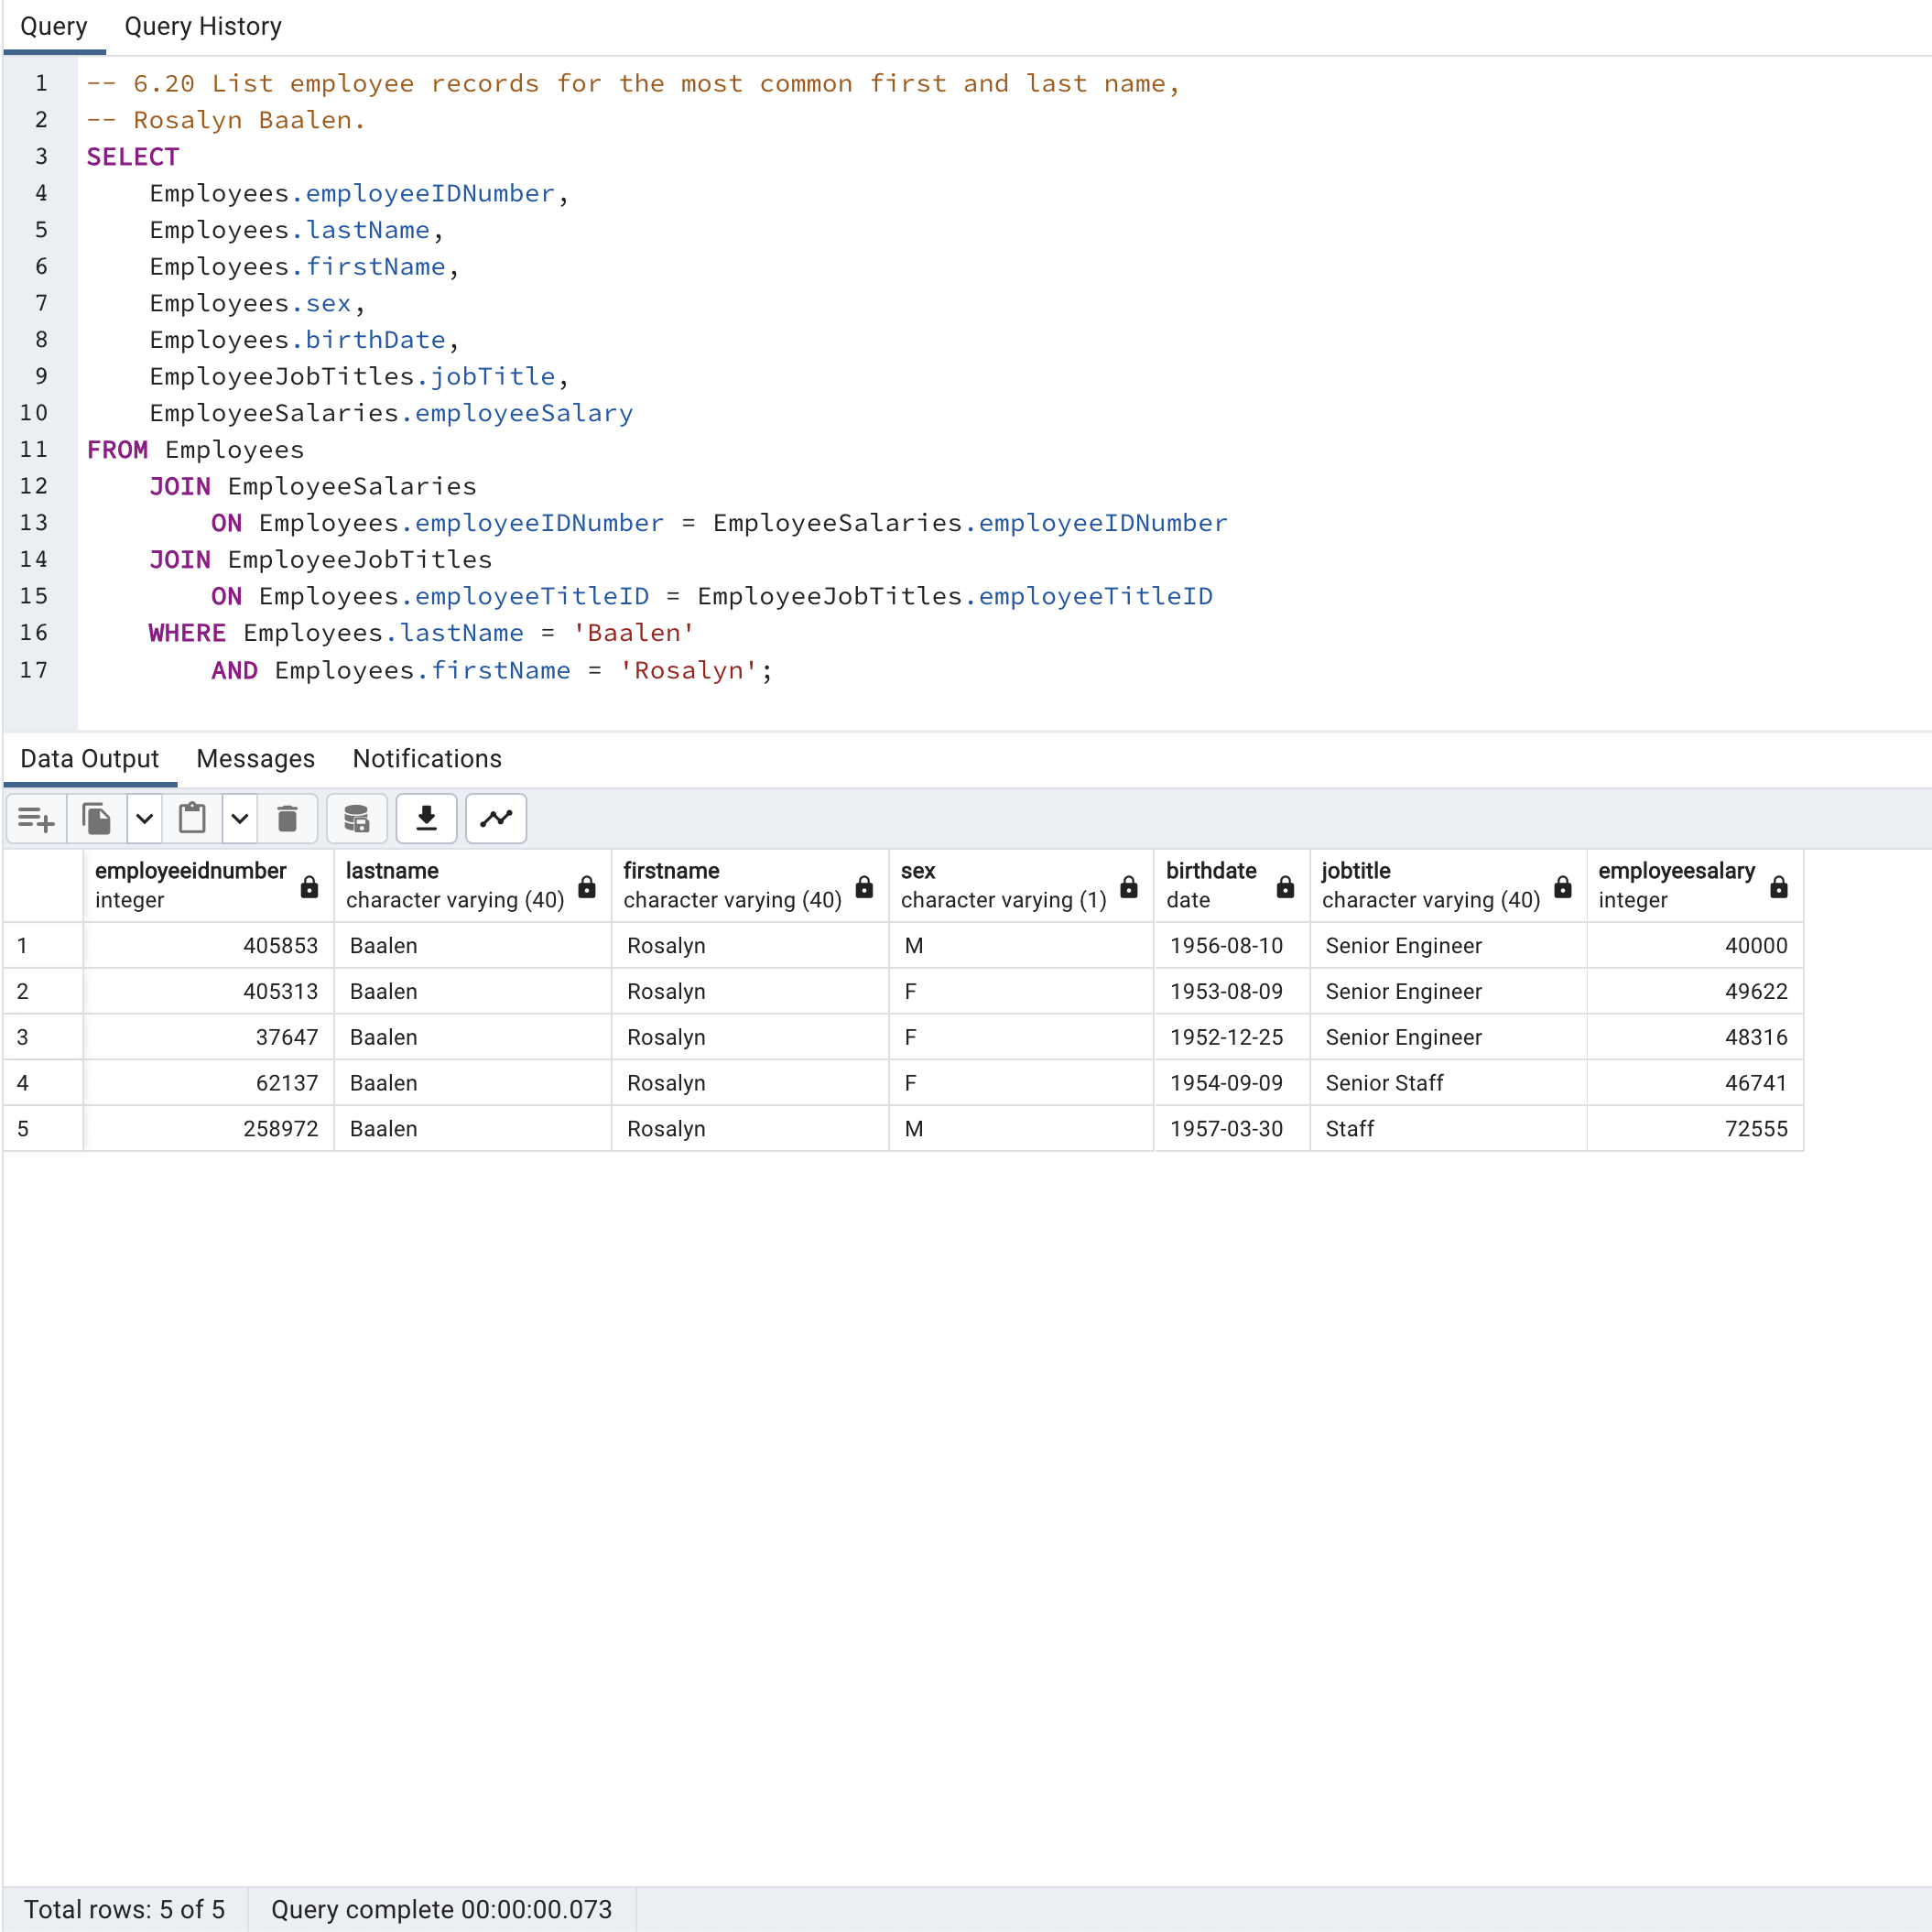 Query Query History
1 -- 6.20 List employee records for the most common first and last name,
2 -- Rosalyn Baalen.
3 SELECT
4 Employees.employeeIDNumber,
5 Employees.lastName,
6 Employees.firstName,
7 Employees.sex,
8 Employees.birthDate,
9 EmployeeJobTitles.jobTitle,
10 EmployeeSalaries.employeeSalary
11 FROM Employees
12 JOIN EmployeeSalaries
13 ON Employees.employeeIDNumber = EmployeeSalaries.employeeIDNumber
14 JOIN EmployeeJobTitles
15 ON Employees.employeeTitleID = EmployeeJobTitles.employeeTitleID
16 WHERE Employees.lastName = 'Baalen'
17 AND Employees.firstName = 'Rosalyn';
Data Output Messages Notifications
employeeidnumber lastname firstname sex birthdate jobtitle employeesalary
integer character varying (40) character varying (40) character varying (1) date character varying (40) integer
1 405853 Baalen Rosalyn M 1956-08-10 Senior Engineer 40000
2 405313 Baalen Rosalyn F 1953-08-09 Senior Engineer 49622
3 37647 Baalen Rosalyn F 1952-12-25 Senior Engineer 48316
4 62137 Baalen Rosalyn F 1954-09-09 Senior Staff 46741
5 258972 Baalen Rosalyn M 1957-03-30 Staff 72555
Total rows: 5 of 5 Query complete 00:00:00.073